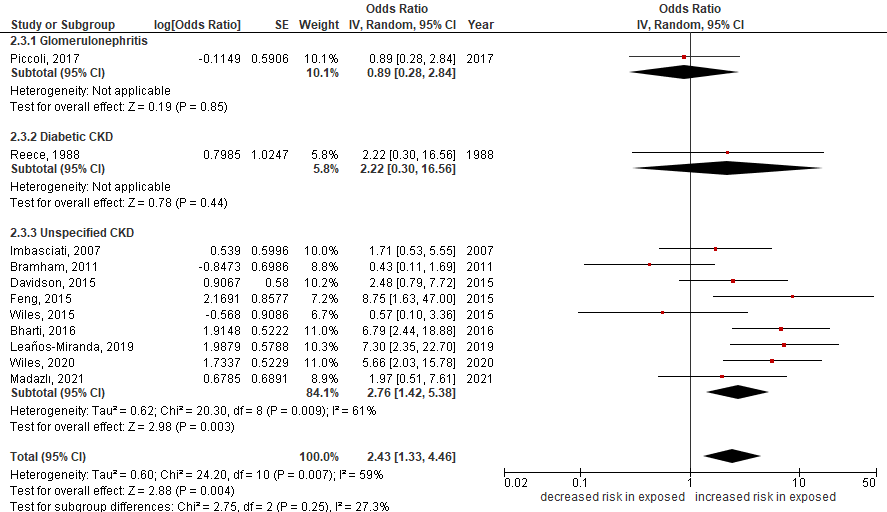 Odds Ratio Odds Ratio
Study or Subgroup log[Odds Ratio] SE Weight IV, Random, 95% CI Year IV, Random, 95% CI
2.3.1 Glomerulonephritis
Piccoli, 2017 -0.1149 0.5906 10.1% 0.89 [0.28, 2.84] 2017
Subtotal (95% CI) 10.1% 0.89 [0.28, 2.84]
Heterogeneity: Not applicable
Test for overall effect: Z = 0.19 (P = 0.85)
2.3.2 Diabetic CKD
Reece, 1988 0.7985 1.0247 5.8% 2.22 [0.30, 16.56] 1988
Subtotal (95% CI) 5.8% 2.22 [0.30, 16.56]
Heterogeneity: Not applicable
Test for overall effect: Z = 0.78 (P = 0.44)
2.3.3 Unspecified CKD
Imbasciati, 2007 0.539 0.5996 10.0% 1.71 [0.53, 5.55] 2007
Bramham, 2011 -0.8473 0.6986 8.8% 0.43 [0.11, 1.69] 2011
Davidson, 2015 0.9067 0.58 10.2% 2.48 [0.79, 7.72] 2015
Feng, 2015 2.1691 0.8577 7.2% 8.75 [1.63, 47.00] 2015
Wiles, 2015 -0.568 0.9086 6.7% 0.57 [0.10, 3.36] 2015
Bharti, 2016 1.9148 0.5222 11.0% 6.79 [2.44, 18.88] 2016
Leaños-Miranda, 2019 1.9879 0.5788 10.3% 7.30 [2.35, 22.70] 2019
Wiles, 2020 1.7337 0.5229 11.0% 5.66 [2.03, 15.78] 2020
Madazlı, 2021 0.6785 0.6891 8.9% 1.97 [0.51, 7.61] 2021
Subtotal (95% CI) 84.1% 2.76 [1.42, 5.38]
Heterogeneity: Tau² = 0.62; Chi² = 20.30, df = 8 (P = 0.009); I² = 61%
Test for overall effect: Z = 2.98 (P = 0.003)
Total (95% CI) 100.0% 2.43 [1.33, 4.46]
Heterogeneity: Tau² = 0.60; Chi² = 24.20, df = 10 (P = 0.007); I² = 59%
Test for overall effect: Z = 2.88 (P = 0.004)
Test for subgroup differences: Chi² = 2.75, df = 2 (P = 0.25), I² = 27.3%
0.02 0.1 1 10 50
decreased risk in exposed increased risk in exposed